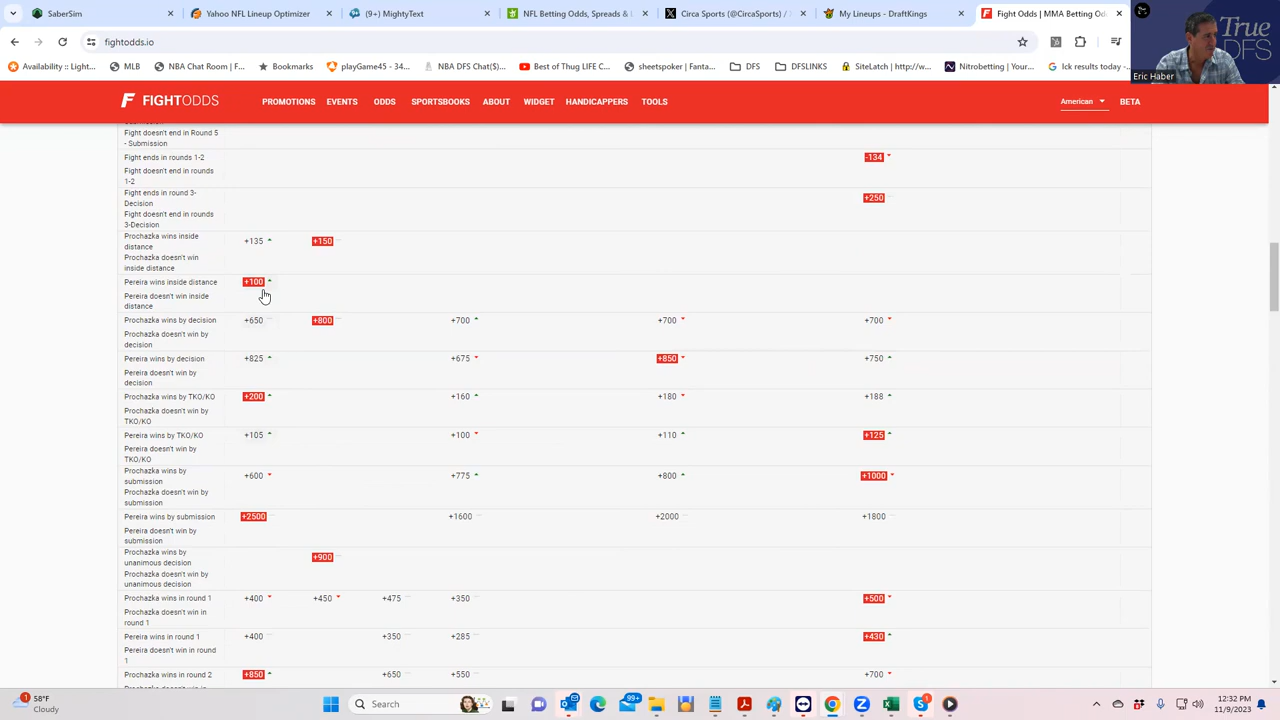 SaberSim
Yahoo NFL Lineup Optimizer
(9+) MightyText
NFL Betting Odds, Spreads &
Circa Sports (@CircaSports) /
My Lineups - DraftKings
Fight Odds | MMA Betting Od
fightodds.io
Availability :: Light...
MLB
NBA Chat Room | Fa...
playGame45 - 34...
NBA DFS Chat($)...
The Drug LIFE C...
sheetspoker | Fanta...
DFS
DFSLINKS
SiteLatch | http://w...
Nitrobetting | Your...
Ick results today -...
True
DFS
Eric Haber
FIGHTODDS
PROMOTIONS
EVENTS
ODDS
SPORTSBOOKS
ABOUT
WIDGET
HANDICAPPERS
TOOLS
American
BETA
Submission
Fight doesn't end in Round 5
- Submission
Fight ends in rounds 1-2
-134
Fight doesn't end in rounds
1-2
Fight ends in round 3-
Decision
+250
Fight doesn't end in rounds
3-Decision
Prochazka wins inside
distance
+135
+150
Prochazka doesn't win
inside distance
Pereira wins inside distance
+100
Pereira doesn't win inside
distance
Prochazka wins by decision
+650
+800
+700
+700
+700
Prochazka doesn't win by
decision
Pereira wins by decision
+825
+675
+850
+750
Pereira doesn't win by
decision
Prochazka wins by TKO/KO
+200
+160
+180
+188
Prochazka doesn't win by
TKO/KO
Pereira wins by TKO/KO
+105
+100
+110
+125
Pereira doesn't win by
TKO/KO
Prochazka wins by
submission
+600
+775
+800
+1000
Prochazka doesn't win by
submission
Pereira wins by submission
+2500
+1600
+2000
+1800
Pereira doesn't win by
submission
Prochazka wins by
unanimous decision
+900
Prochazka doesn't win by
unanimous decision
Prochazka wins in round 1
+400
+450
+475
+350
+500
Prochazka doesn't win in
round 1
Pereira wins in round 1
+400
+350
+285
+430
Pereira doesn't win in round
1
Prochazka wins in round 2
+850
+650
+550
+700
1
58°F
Cloudy
Search
99+
1
12:32 PM
11/9/2023